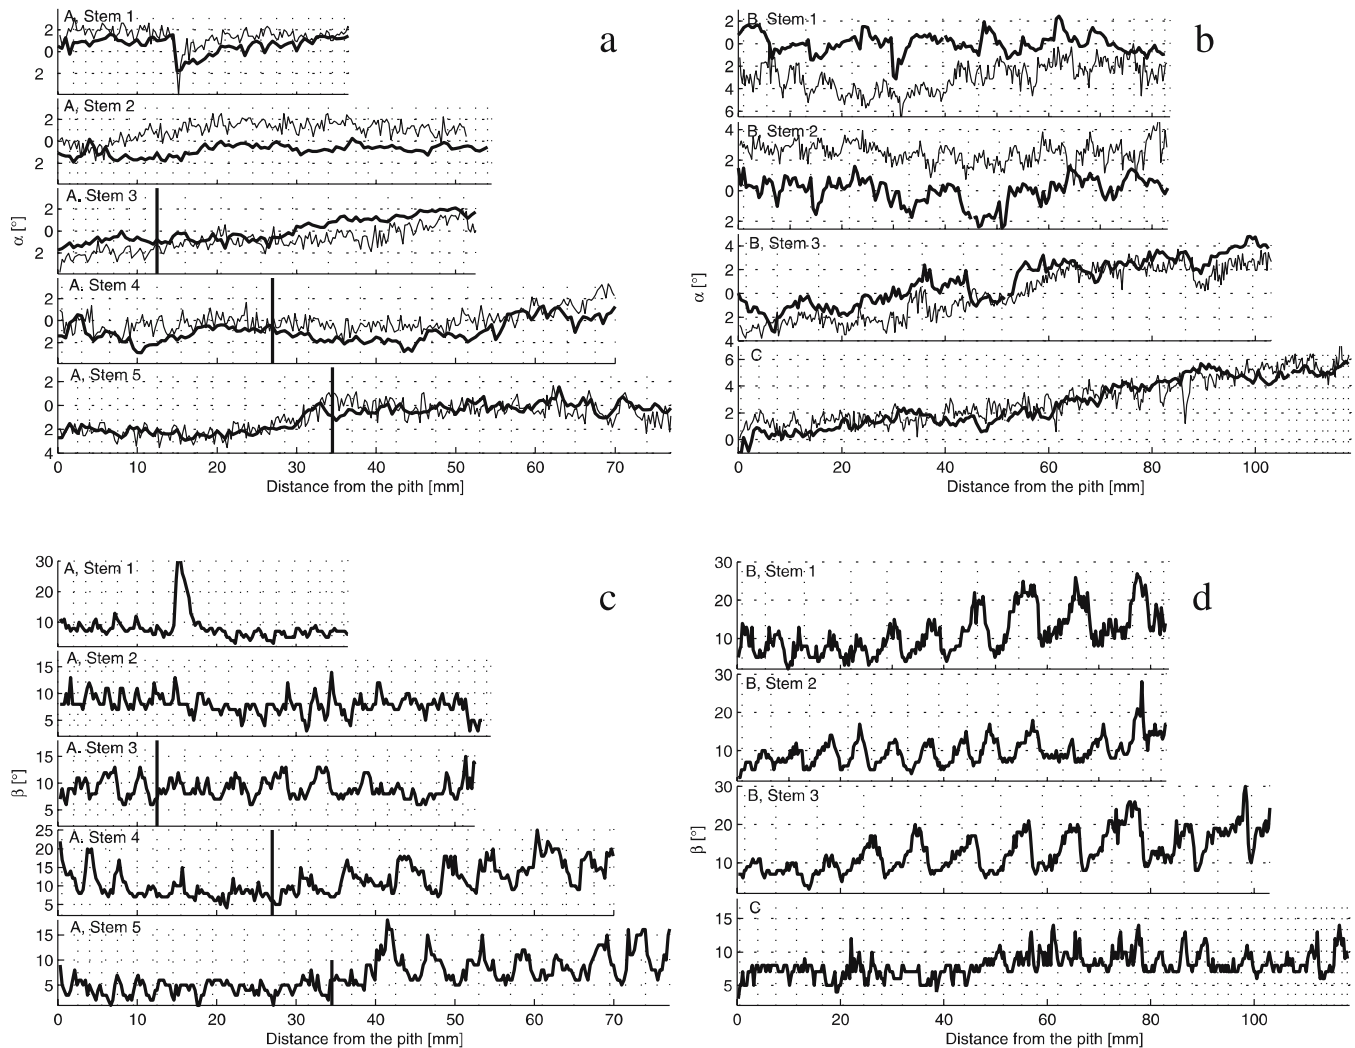 A, Stem 1
2
0
2
a
A, Stem 2
2
0
2
A. Stem 3
2
0
2
α [°]
A. Stem 4
2
0
2
A, Stem 5
2
0
2
4
0 10 20 30 40 50 60 70
Distance from the pith [mm]
B, Stem 1
2
0
2
4
6
b
B, Stem 2
4
2
0
2
B, Stem 3
4
2
0
2
4
α [°]
C
6
4
2
0
0 20 40 60 80 100
Distance from the pith [mm]
A, Stem 1
30
20
10
c
A, Stem 2
15
10
5
A. Stem 3
15
10
5
β [°]
A, Stem 4
25
20
15
10
5
A, Stem 5
15
10
5
0 10 20 30 40 50 60 70
Distance from the pith [mm]
B, Stem 1
30
20
10
d
B, Stem 2
30
20
10
B, Stem 3
30
20
10
β [°]
C
15
10
5
0 20 40 60 80 100
Distance from the pith [mm]